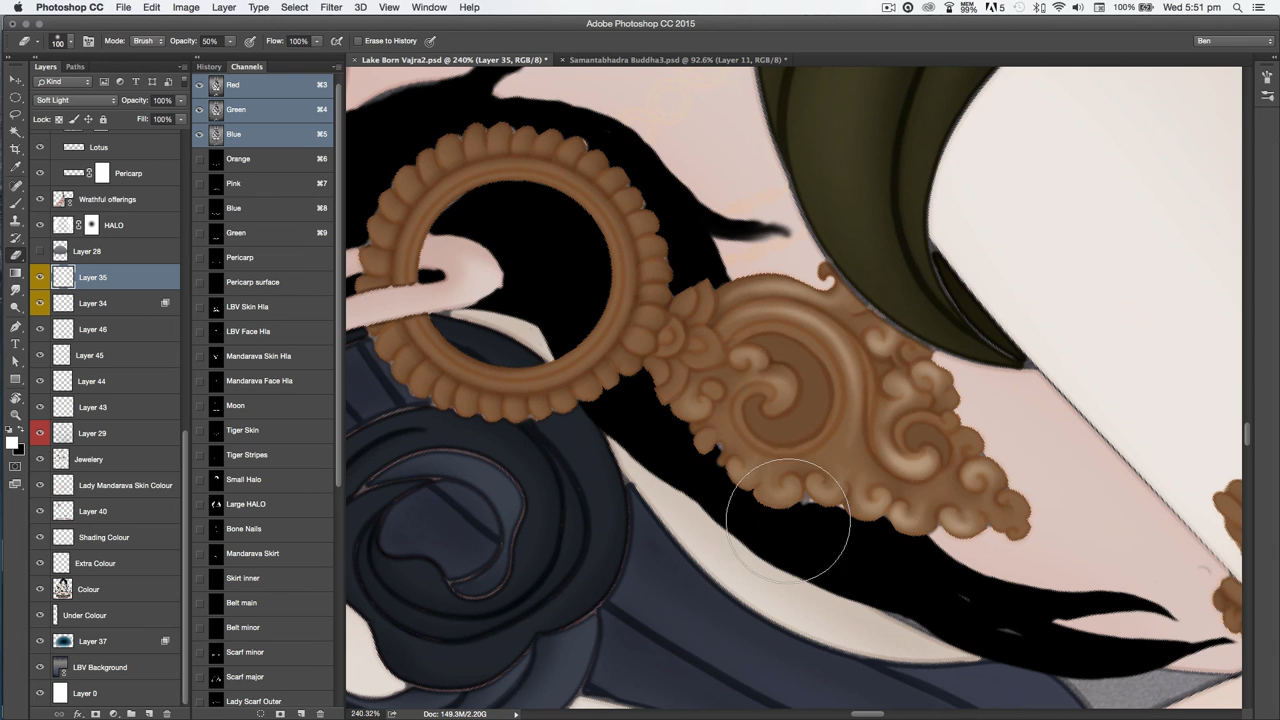 Photoshop CC File Edit Image Layer Type Select Filter 3D View Window Help MEM 99% 5 100% Wed 5:51 pm
Adobe Photoshop CC 2015
100 Mode: Brush Opacity: 50% Flow: 100% Erase to History Ben
Layers Paths
History Channels
Lake Born Vajra2.psd @ 240% (Layer 35, RGB/8) * Samantabhadra Buddha3.psd @ 92.6% (Layer 11, RGB/8) *
Kind
Soft Light Opacity: 100%
Lock: Fill: 100%
Lotus
Pericarp
Wrathful offerings
HALO
Layer 28
Layer 35
Layer 34
Layer 46
Layer 45
Layer 44
Layer 43
Layer 29
Jewelery
Lady Mandarava Skin Colour
Layer 40
Shading Colour
Extra Colour
Colour
Under Colour
Layer 37
LBV Background
Layer 0
Red ⌘3
Green ⌘4
Blue ⌘5
Orange ⌘6
Pink ⌘7
Blue ⌘8
Green ⌘9
Pericarp
Pericarp surface
LBV Skin Hla
LBV Face Hla
Mandarava Skin Hla
Mandarava Face Hla
Moon
Tiger Skin
Tiger Stripes
Small Halo
Large HALO
Bone Nails
Mandarava Skirt
Skirt inner
Belt main
Belt minor
Scarf minor
Scarf major
Lady Scarf Outer
fx
240.32% Doc: 149.3M/2.20G